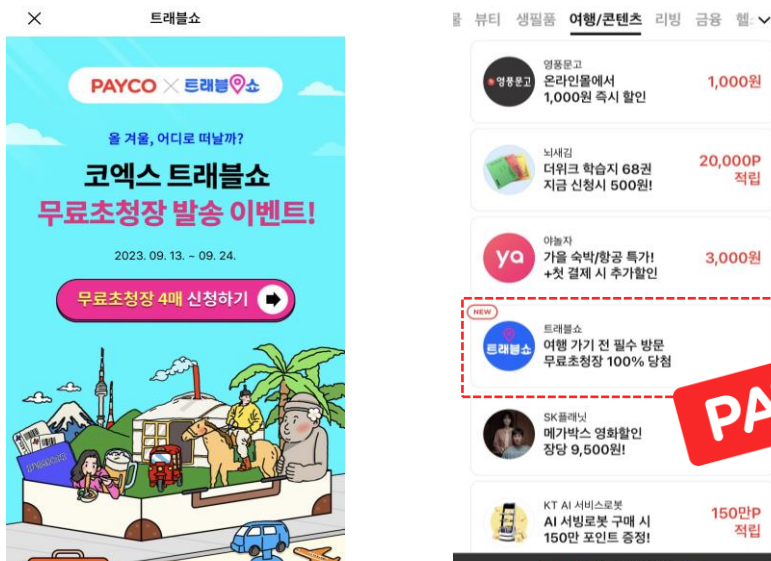 트래블쇼
PAYCO × 트래블쇼
올 겨울, 어디로 떠날까?
코엑스 트래블쇼
무료초청장 발송 이벤트!
2023. 09. 13. ~ 09. 24.
무료초청장 4매 신청하기
뷰티 생필품 여행/콘텐츠 리빙 금융
영풍문고
영풍문고
온라인몰에서
1,000원 즉시 할인
1,000원
뇌새김
더위크 학습지 68권
지금 신청시 500원!
20,000P
적립
ya
야놀자
가을 숙박/항공 특가!
+첫 결제 시 추가할인
3,000원
NEW
트래블쇼
트래블쇼
여행 가기 전 필수 방문
무료초청장 100% 당첨
PA
SK플래닛
메가박스 영화할인
장당 9,500원!
KT AI 서비스로봇
AI 서빙로봇 구매 시
150만 포인트 증정!
150만P
적립